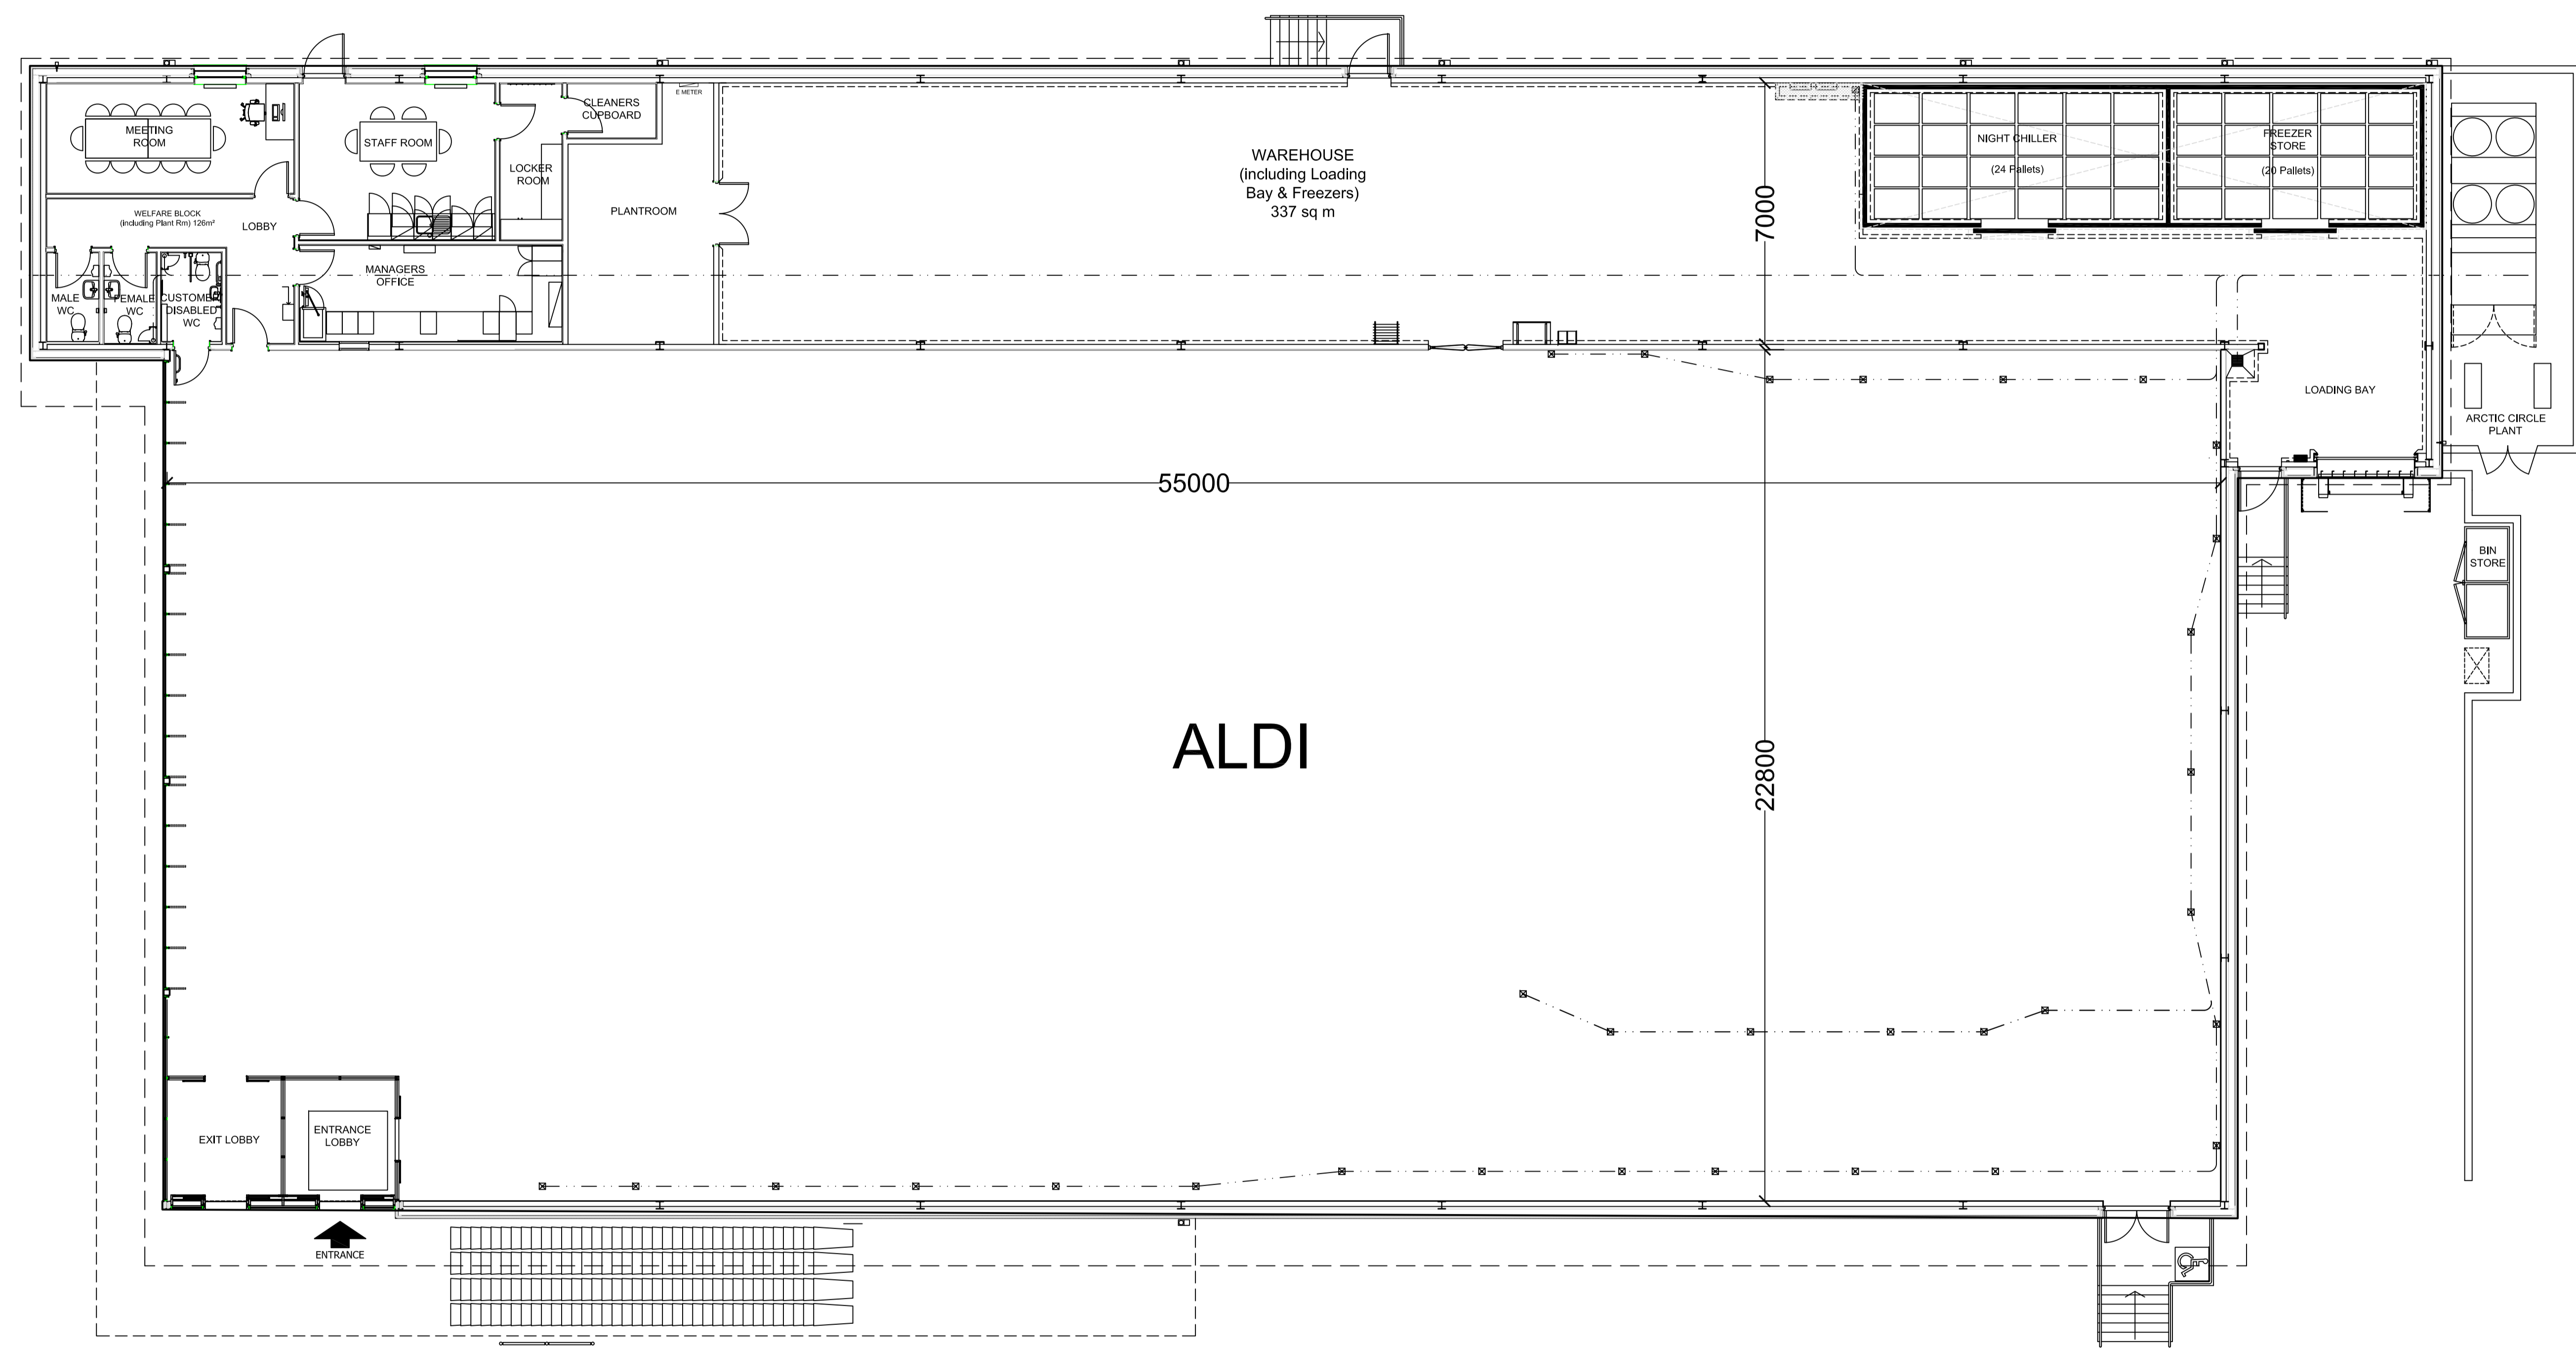 MEETING
ROOM
STAFF ROOM
CLEANERS
CUPBOARD
E METER
LOCKER
ROOM
PLANTROOM
WELFARE BLOCK
(including Plant Rm) 126m²
LOBBY
MANAGERS
OFFICE
MALE
WC
FEMALE
WC
CUSTOMER
DISABLED
WC
WAREHOUSE
(including Loading
Bay & Freezers)
337 sq m
7000
NIGHT CHILLER
(24 Pallets)
FREEZER
STORE
(20 Pallets)
LOADING BAY
ARCTIC CIRCLE
PLANT
55000
BIN
STORE
ALDI
22800
EXIT LOBBY
ENTRANCE
LOBBY
ENTRANCE